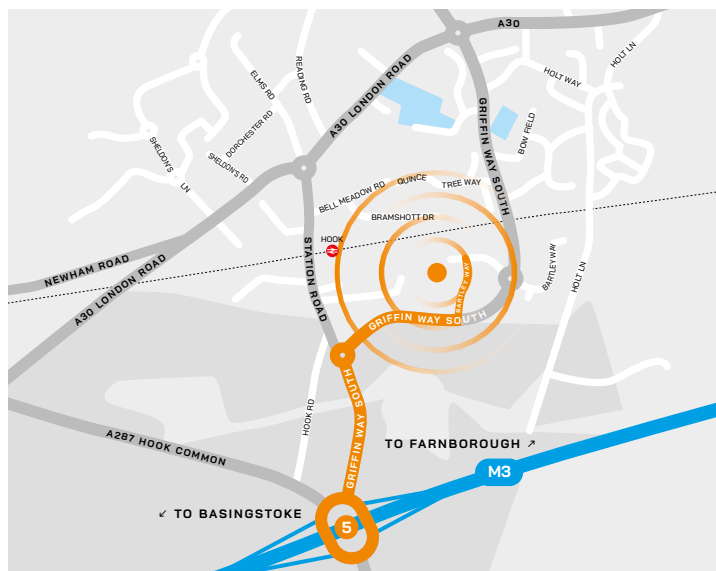 A30
HOLT LN
A30 LONDON ROAD
READING RD
ELMS RD
HOLT WAY
DORCHESTER RD
GRIFFIN WAY SOUTH
BOW FIELD
SHELDON'S LN
SHELDON'S RD
BELL MEADOW RD
QUINCE TREE WAY
BRAMSHOTT DR
HOOK
STATION ROAD
NEWHAM ROAD
A30 LONDON ROAD
BARTLEY WAY
BARTLEY WAY
HOLT LN
GRIFFIN WAY SOUTH
GRIFFIN WAY SOUTH
HOOK RD
A287 HOOK COMMON
TO FARNBOROUGH ↗
M3
↙ TO BASINGSTOKE
5